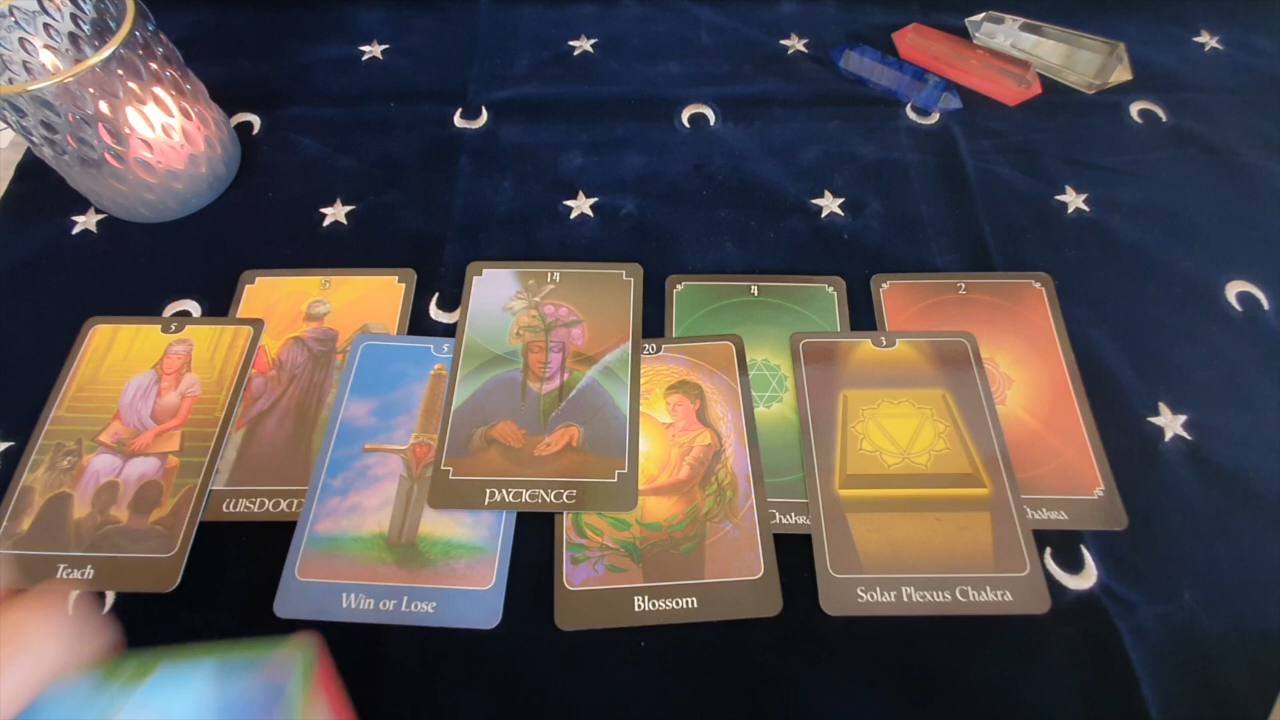 5
WISDOM
14
PATIENCE
4
Chakra
2
Chakra
5
Teach
5
Win or Lose
20
Blossom
3
Solar Plexus Chakra